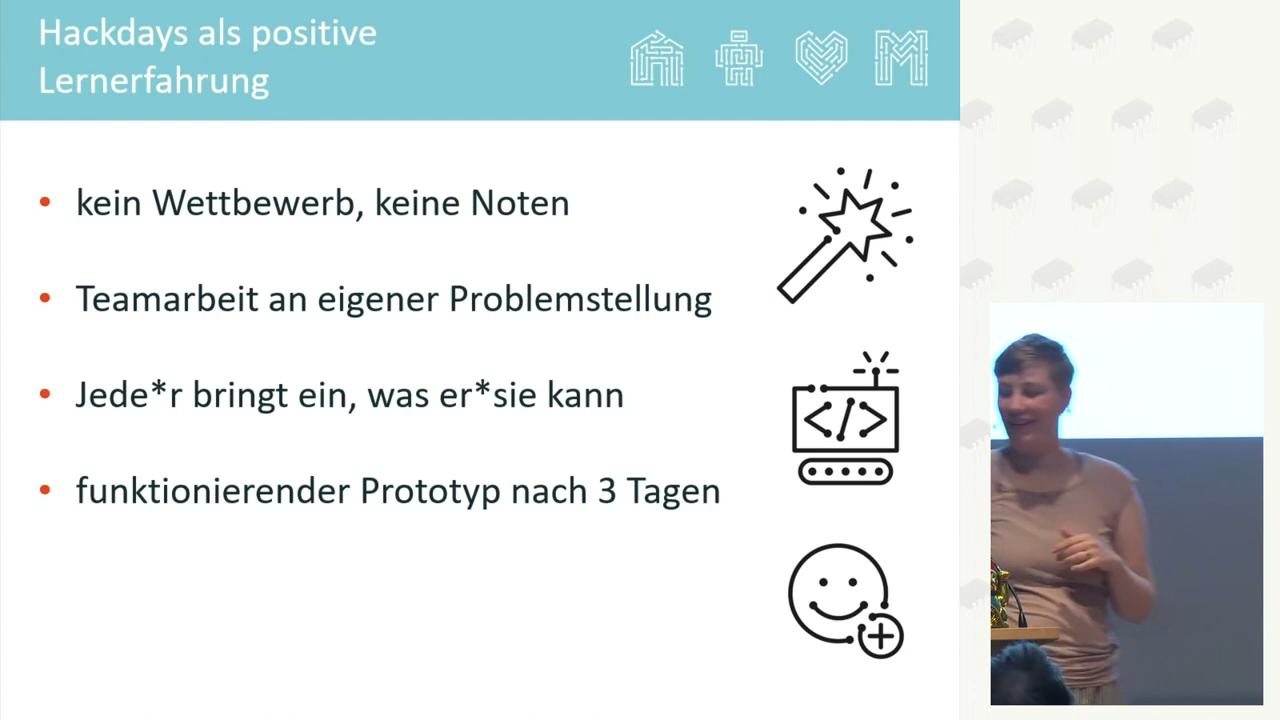 Hackdays als positive
Lernerfahrung
• kein Wettbewerb, keine Noten
• Teamarbeit an eigener Problemstellung
• Jede*r bringt ein, was er*sie kann
• funktionierender Prototyp nach 3 Tagen